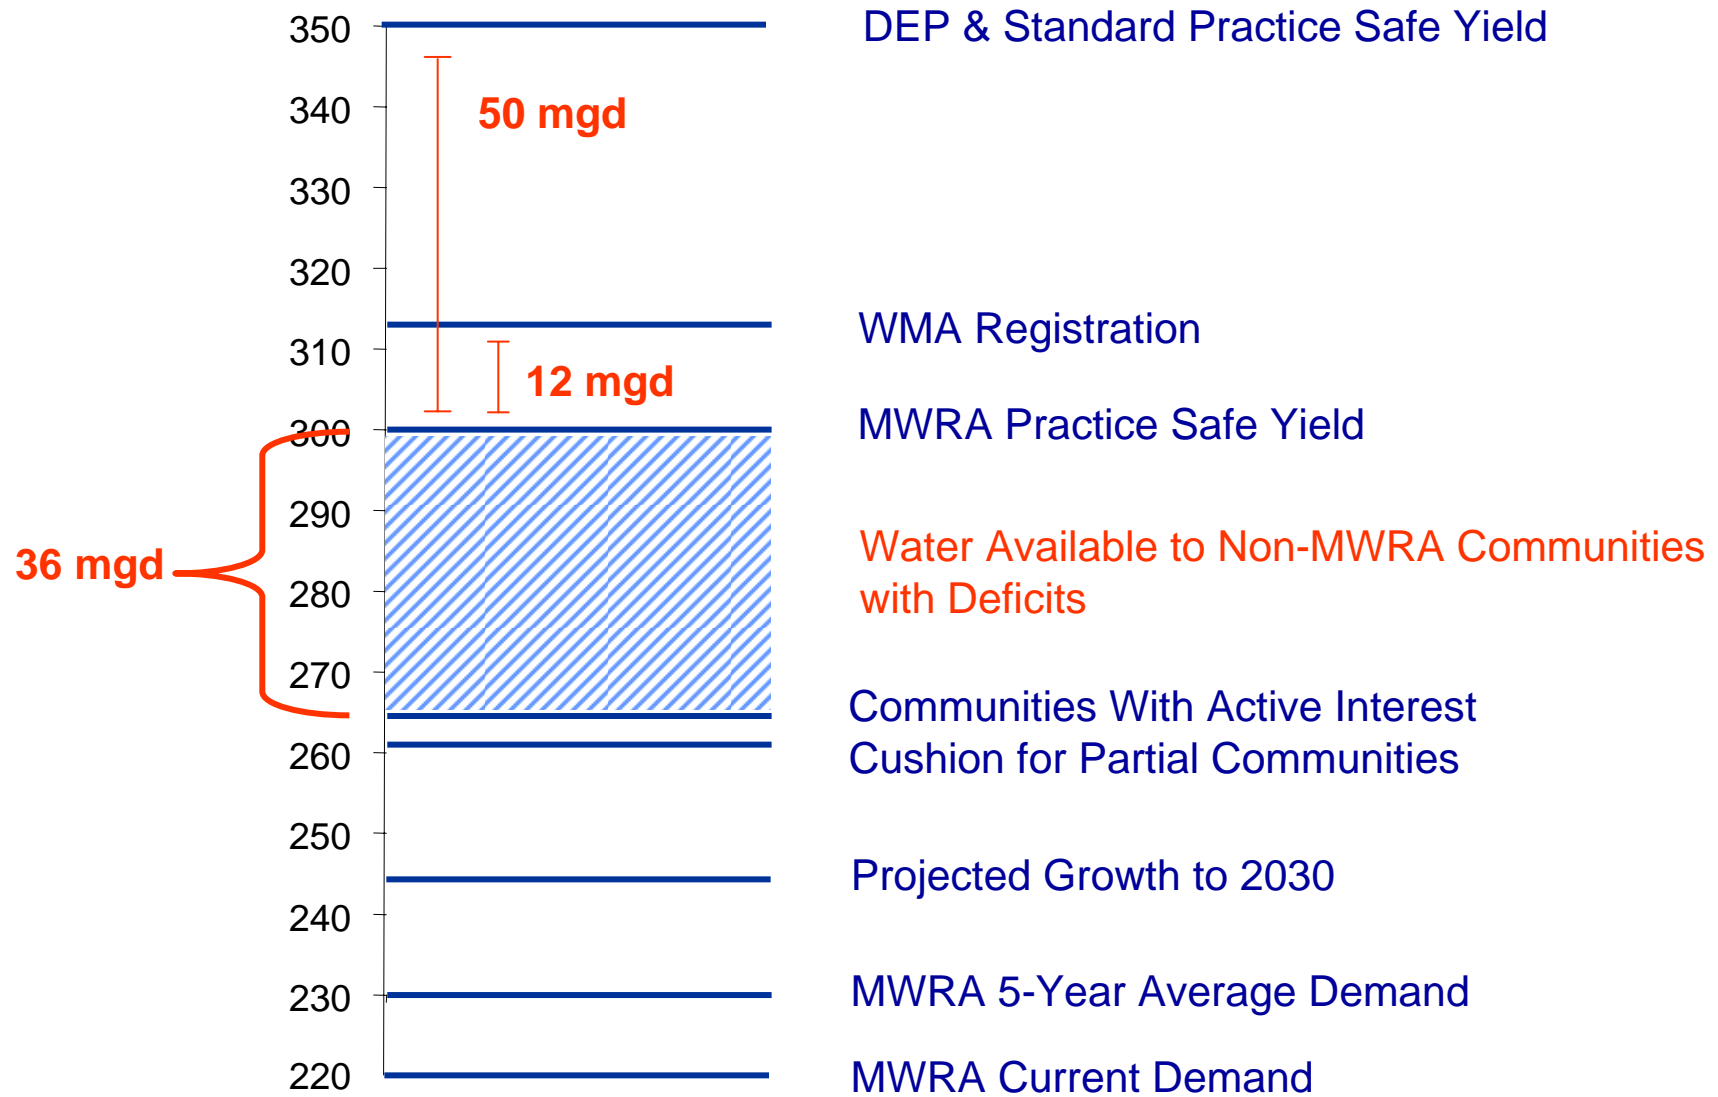 350 DEP & Standard Practice Safe Yield
340 50 mgd
330
320
WMA Registration
310
12 mgd
300 MWRA Practice Safe Yield
290
Water Available to Non-MWRA Communities
36 mgd
280 with Deficits
270
Communities With Active Interest
260 Cushion for Partial Communities
250
Projected Growth to 2030
240
230 MWRA 5-Year Average Demand
220 MWRA Current Demand